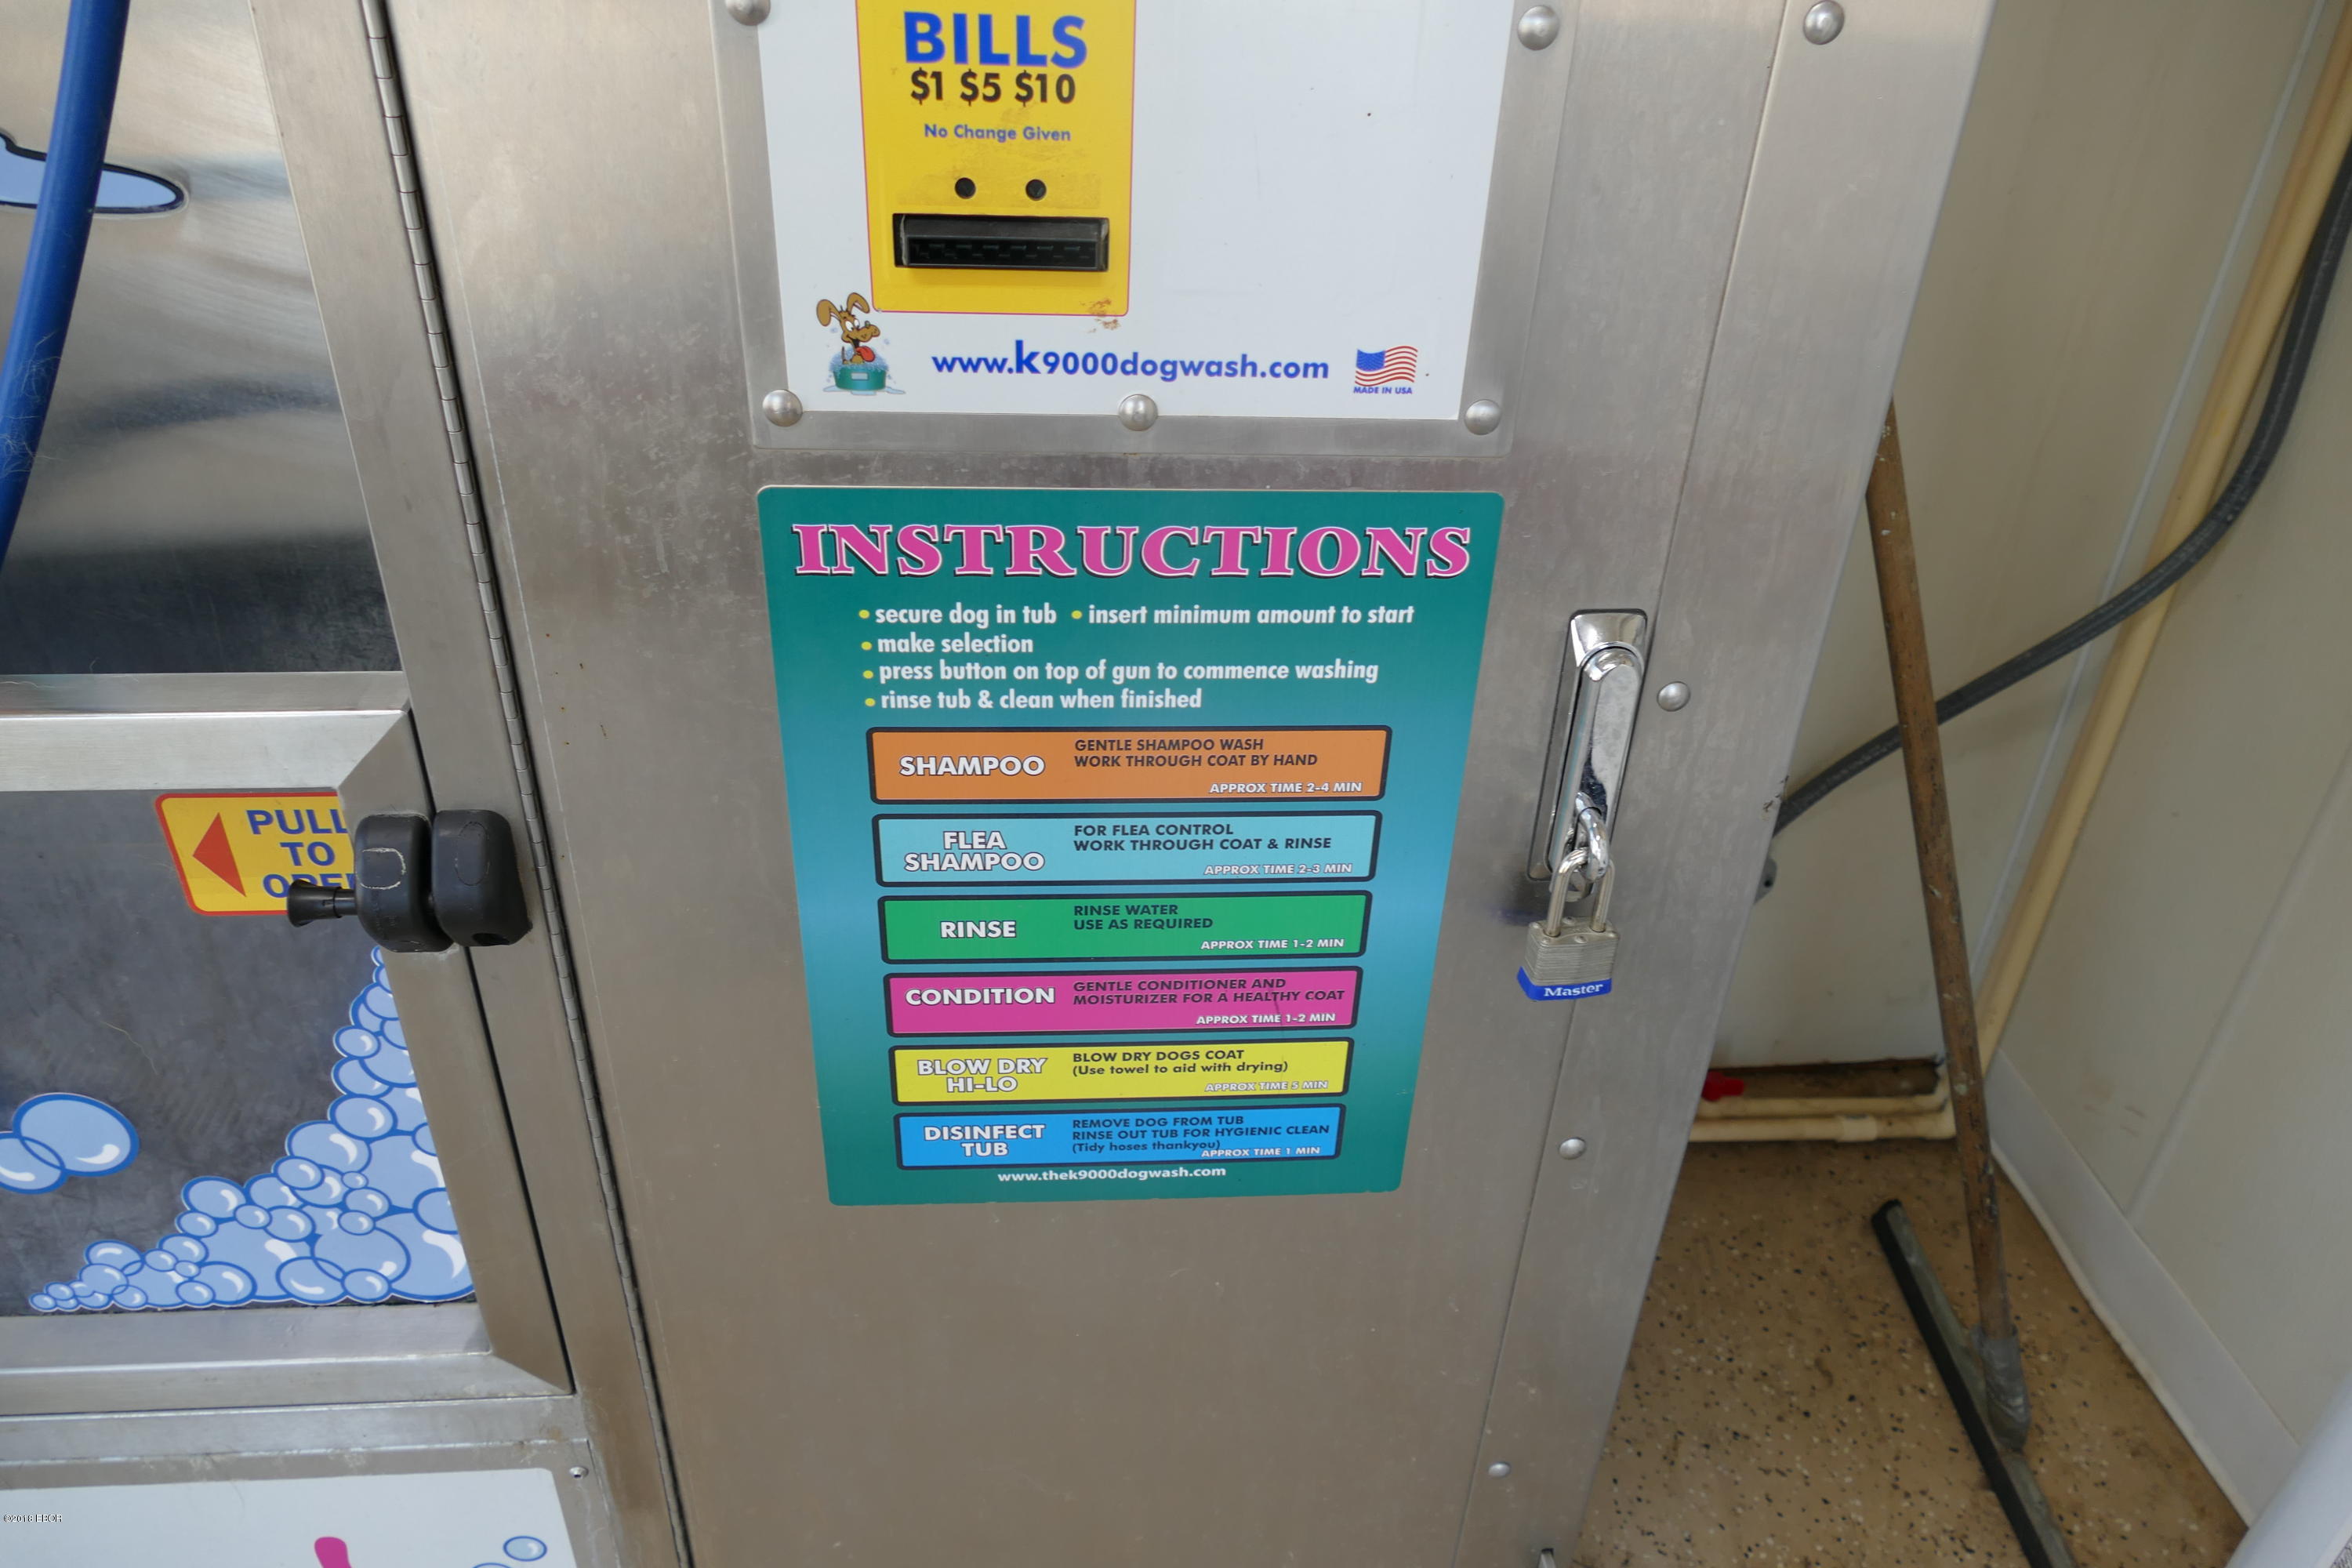 BILLS
$1 $5 $10
No Change Given
www.k9000dogwash.com
MADE IN USA
INSTRUCTIONS
• secure dog in tub • insert minimum amount to start
• make selection
• press button on top of gun to commence washing
• rinse tub & clean when finished
SHAMPOO
GENTLE SHAMPOO WASH
WORK THROUGH COAT BY HAND
APPROX TIME 2-4 MIN
FLEA
SHAMPOO
FOR FLEA CONTROL
WORK THROUGH COAT & RINSE
APPROX TIME 2-3 MIN
RINSE
RINSE WATER
USE AS REQUIRED
APPROX TIME 1-2 MIN
CONDITION
GENTLE CONDITIONER AND
MOISTURIZER FOR A HEALTHY COAT
APPROX TIME 1-2 MIN
BLOW DRY
HI-LO
BLOW DRY DOGS COAT
(Use towel to aid with drying)
APPROX TIME 5 MIN
DISINFECT
TUB
REMOVE DOG FROM TUB
RINSE OUT TUB FOR HYGIENIC CLEAN
(Tidy hoses thankyou)
APPROX TIME 1 MIN
www.thek9000dogwash.com
PULL
TO
Master